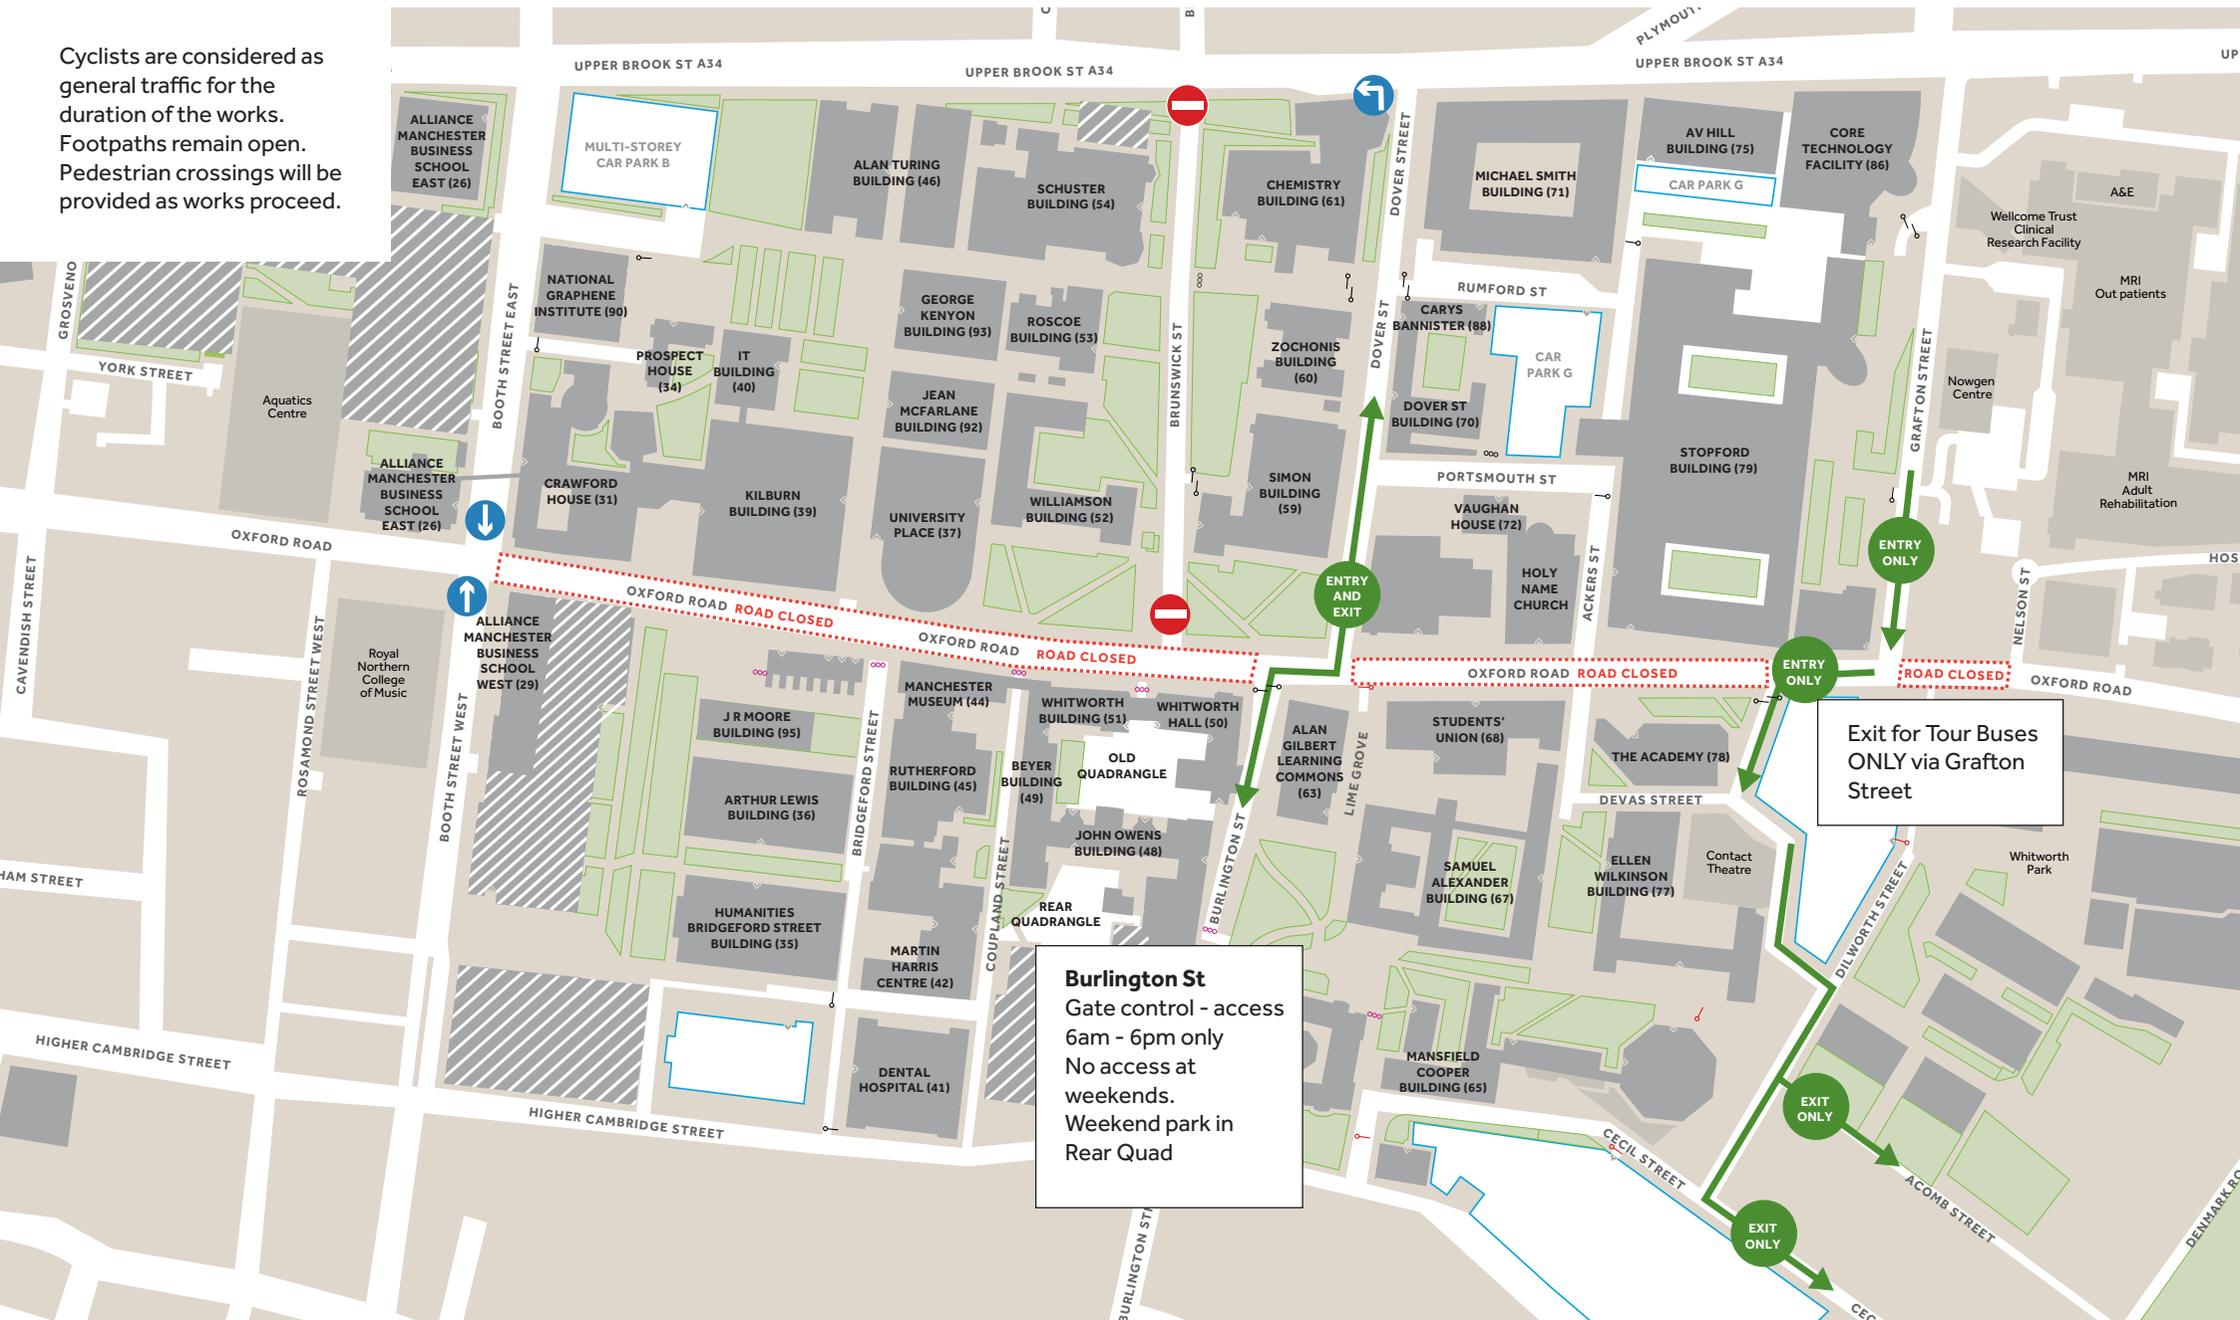 Cyclists are considered as
general traffic for the
duration of the works.
Footpaths remain open.
Pedestrian crossings will be
provided as works proceed.
UPPER BROOK ST A34
UPPER BROOK ST A34
UPPER BROOK ST A34
UP
PLYMOUT
ALLIANCE
MANCHESTER
BUSINESS
SCHOOL
EAST (26)
MULTI-STOREY
CAR PARK B
ALAN TURING
BUILDING (46)
SCHUSTER
BUILDING (54)
CHEMISTRY
BUILDING (61)
DOVER STREET
MICHAEL SMITH
BUILDING (71)
AV HILL
BUILDING (75)
CAR PARK G
CORE
TECHNOLOGY
FACILITY (86)
A&E
Wellcome Trust
Clinical
Research Facility
MRI
Out patients
GROSVENO
YORK STREET
Aquatics
Centre
BOOTH STREET EAST
NATIONAL
GRAPHENE
INSTITUTE (90)
PROSPECT
HOUSE
(34)
IT
BUILDING
(40)
GEORGE
KENYON
BUILDING (93)
ROSCOE
BUILDING (53)
JEAN
MCFARLANE
BUILDING (92)
BRUNSWICK ST
ZOCHONIS
BUILDING
(60)
DOVER ST
RUMFORD ST
CARYS
BANNISTER (88)
CAR
PARK G
DOVER ST
BUILDING (70)
STOPFORD
BUILDING (79)
GRAFTON STREET
Nowgen
Centre
MRI
Adult
Rehabilitation
ALLIANCE
MANCHESTER
BUSINESS
SCHOOL
EAST (26)
CRAWFORD
HOUSE (31)
KILBURN
BUILDING (39)
UNIVERSITY
PLACE (37)
WILLIAMSON
BUILDING (52)
SIMON
BUILDING
(59)
PORTSMOUTH ST
VAUGHAN
HOUSE (72)
HOLY
NAME
CHURCH
ACKERS ST
ENTRY
ONLY
ENTRY
AND
EXIT
NELSON ST
HOS
OXFORD ROAD
CAVENDISH STREET
OXFORD ROAD ROAD CLOSED
OXFORD ROAD ROAD CLOSED
OXFORD ROAD ROAD CLOSED
ENTRY
ONLY
ROAD CLOSED
OXFORD ROAD
Royal
Northern
College
of Music
ROSAMOND STREET WEST
BOOTH STREET WEST
ALLIANCE
MANCHESTER
BUSINESS
SCHOOL
WEST (29)
J R MOORE
BUILDING (95)
ARTHUR LEWIS
BUILDING (36)
HUMANITIES
BRIDGEFORD STREET
BUILDING (35)
BRIDGEFORD STREET
MANCHESTER
MUSEUM (44)
RUTHERFORD
BUILDING (45)
MARTIN
HARRIS
CENTRE (42)
COUPLAND STREET
WHITWORTH
BUILDING (51)
WHITWORTH
HALL (50)
BEYER
BUILDING
(49)
OLD
QUADRANGLE
JOHN OWENS
BUILDING (48)
REAR
QUADRANGLE
BURLINGTON ST
ALAN
GILBERT
LEARNING
COMMONS
(63)
LIME GROVE
STUDENTS’
UNION (68)
THE ACADEMY (78)
DEVAS STREET
SAMUEL
ALEXANDER
BUILDING (67)
ELLEN
WILKINSON
BUILDING (77)
Contact
Theatre
Exit for Tour Buses
ONLY via Grafton
Street
DILWORTH STREET
Whitworth
Park
HAM STREET
HIGHER CAMBRIDGE STREET
HIGHER CAMBRIDGE STREET
DENTAL
HOSPITAL (41)
Burlington St
Gate control - access
6am - 6pm only
No access at
weekends.
Weekend park in
Rear Quad
MANSFIELD
COOPER
BUILDING (65)
CECIL STREET
EXIT
ONLY
EXIT
ONLY
ACOMB STREET
DENMARK RO
BURLINGTON STR
CEC